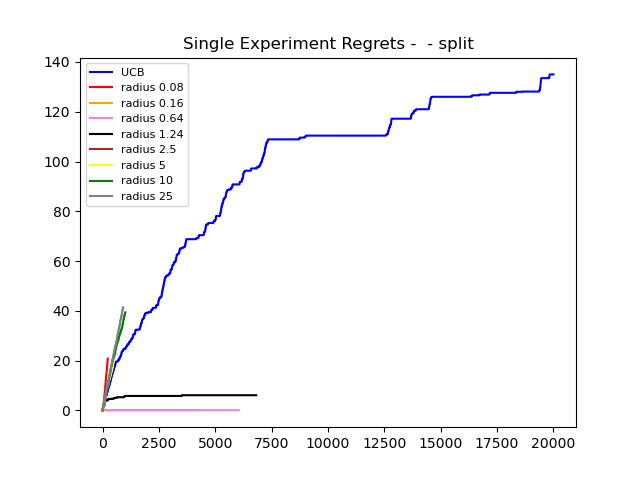 Single Experiment Regrets -  - split
140
120
100
80
60
40
20
0
UCB
radius 0.08
radius 0.16
radius 0.64
radius 1.24
radius 2.5
radius 5
radius 10
radius 25
0 2500 5000 7500 10000 12500 15000 17500 20000